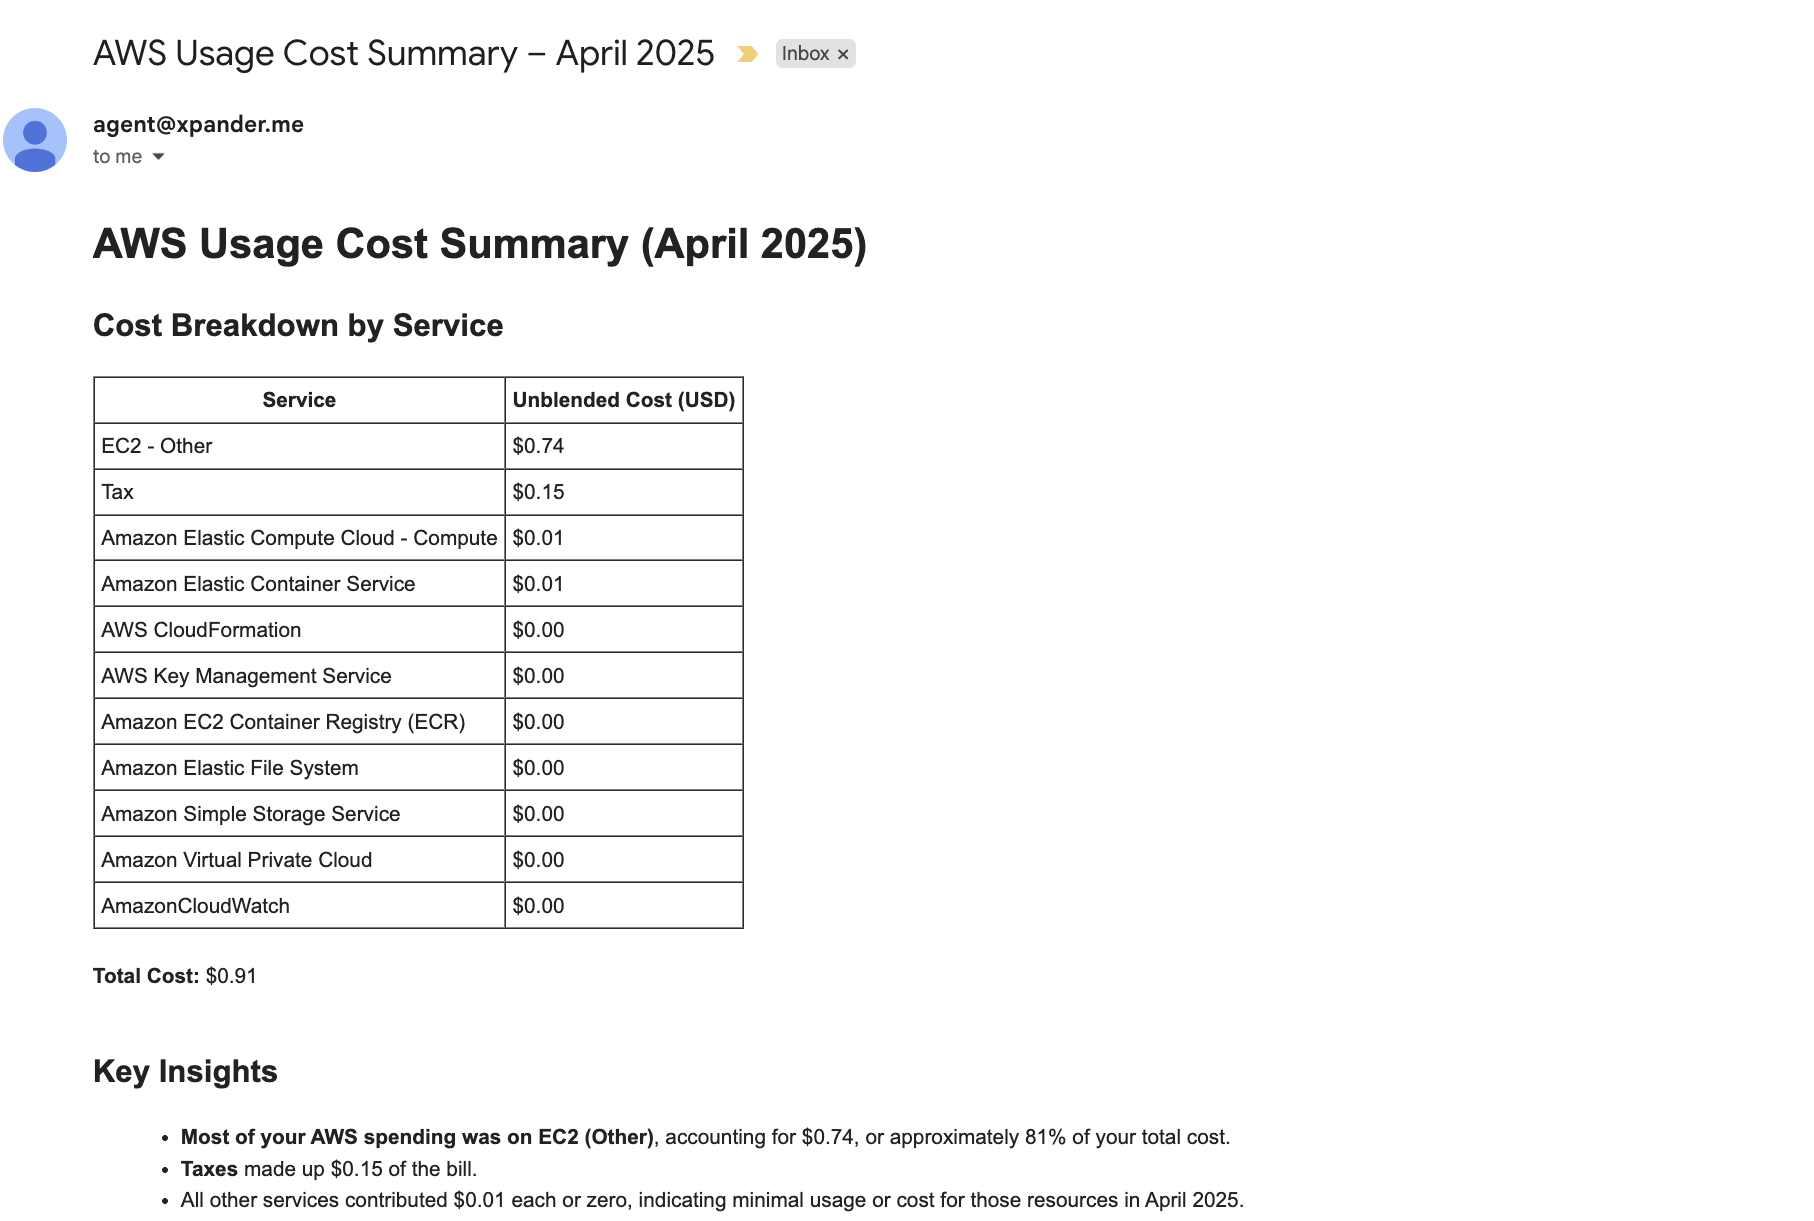 AWS Usage Cost Summary – April 2025 Inbox ×
agent@xpander.me
to me
AWS Usage Cost Summary (April 2025)
Cost Breakdown by Service
Service Unblended Cost (USD)
EC2 - Other $0.74
Tax $0.15
Amazon Elastic Compute Cloud - Compute $0.01
Amazon Elastic Container Service $0.01
AWS CloudFormation $0.00
AWS Key Management Service $0.00
Amazon EC2 Container Registry (ECR) $0.00
Amazon Elastic File System $0.00
Amazon Simple Storage Service $0.00
Amazon Virtual Private Cloud $0.00
AmazonCloudWatch $0.00
Total Cost: $0.91
Key Insights
• Most of your AWS spending was on EC2 (Other), accounting for $0.74, or approximately 81% of your total cost.
• Taxes made up $0.15 of the bill.
• All other services contributed $0.01 each or zero, indicating minimal usage or cost for those resources in April 2025.